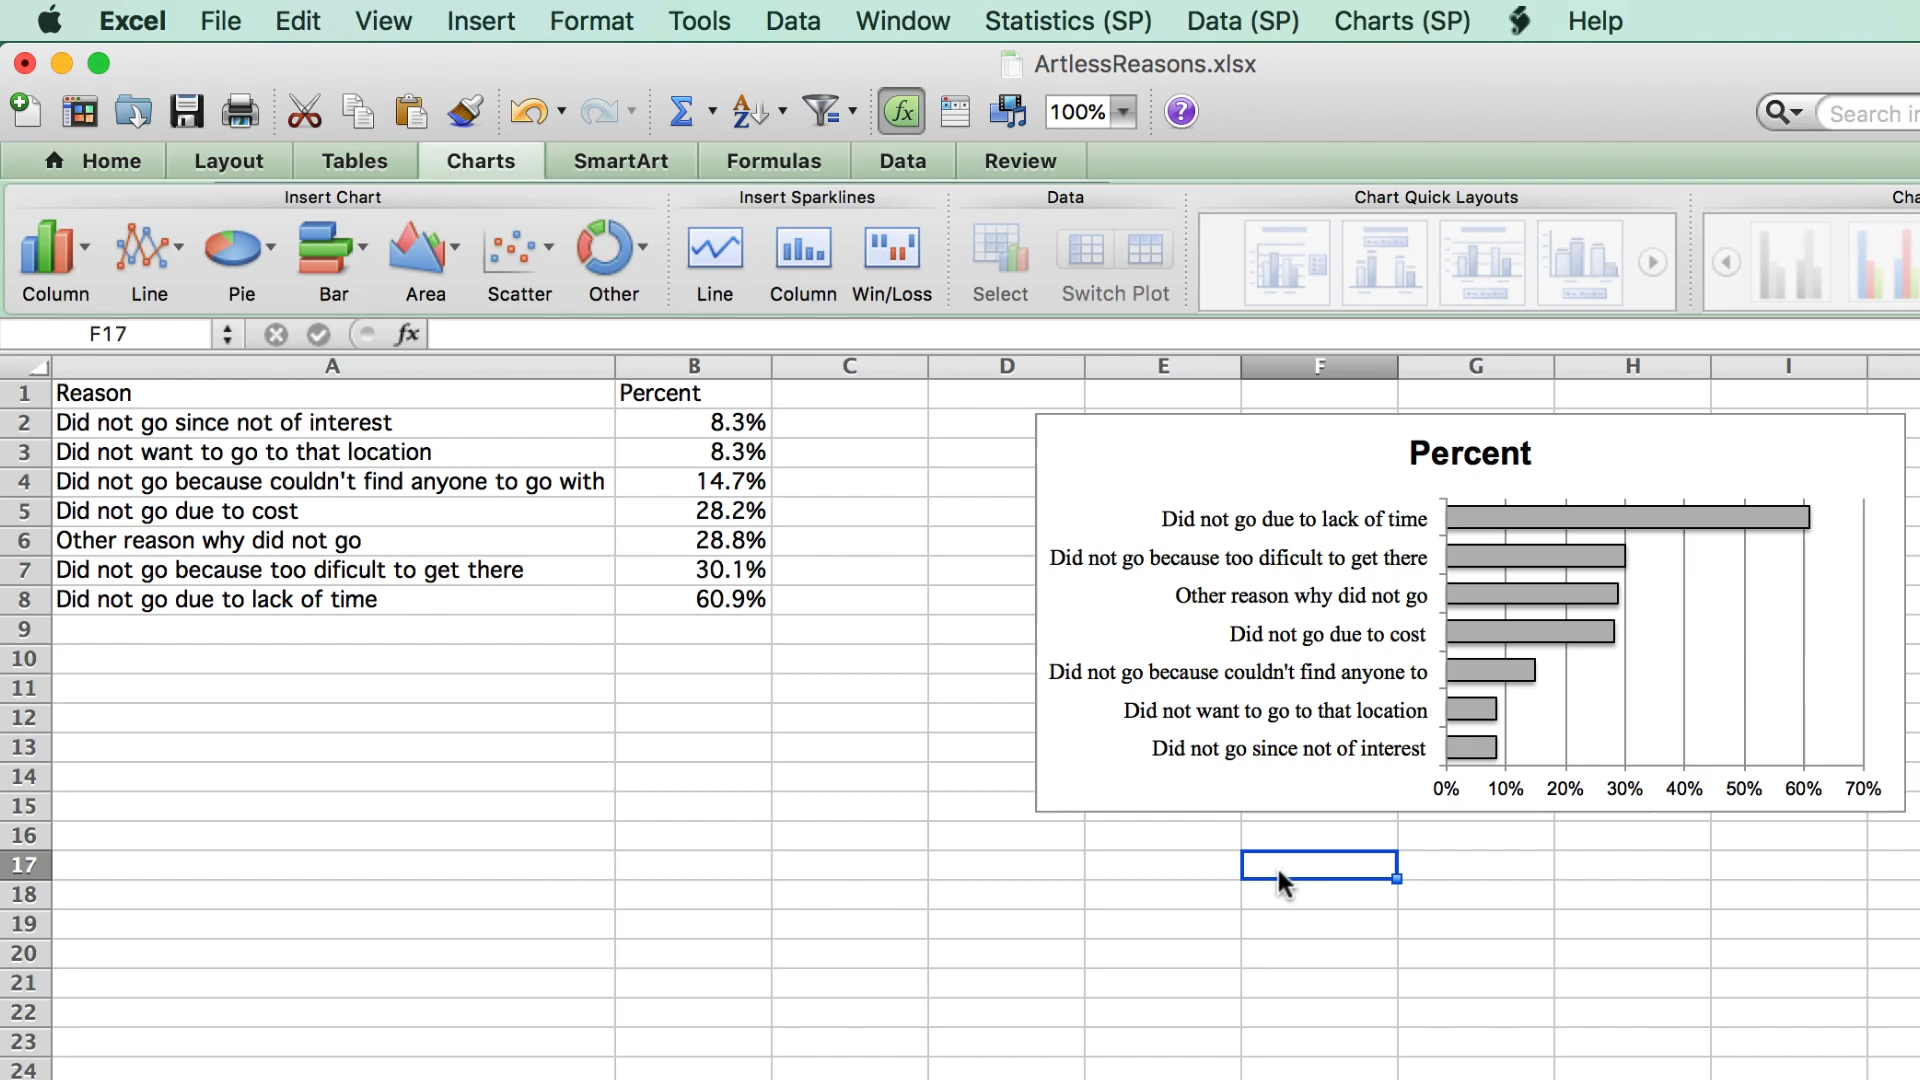 Excel File Edit View Insert Format Tools Data Window Statistics (SP) Data (SP) Charts (SP) Help
ArtlessReasons.xlsx
fx 100% ? Search in
Home Layout Tables Charts SmartArt Formulas Data Review
Insert Chart Insert Sparklines Data Chart Quick Layouts Cha
Column Line Pie Bar Area Scatter Other Line Column Win/Loss Select Switch Plot
F17 fx
A B C D E F G H I
1 Reason Percent
2 Did not go since not of interest 8.3%
3 Did not want to go to that location 8.3%
4 Did not go because couldn't find anyone to go with 14.7%
5 Did not go due to cost 28.2%
6 Other reason why did not go 28.8%
7 Did not go because too dificult to get there 30.1%
8 Did not go due to lack of time 60.9%
9
10
11
12
13
14
15
16
17
18
19
20
21
22
23
24
Percent
Did not go due to lack of time
Did not go because too dificult to get there
Other reason why did not go
Did not go due to cost
Did not go because couldn't find anyone to
Did not want to go to that location
Did not go since not of interest
0% 10% 20% 30% 40% 50% 60% 70%